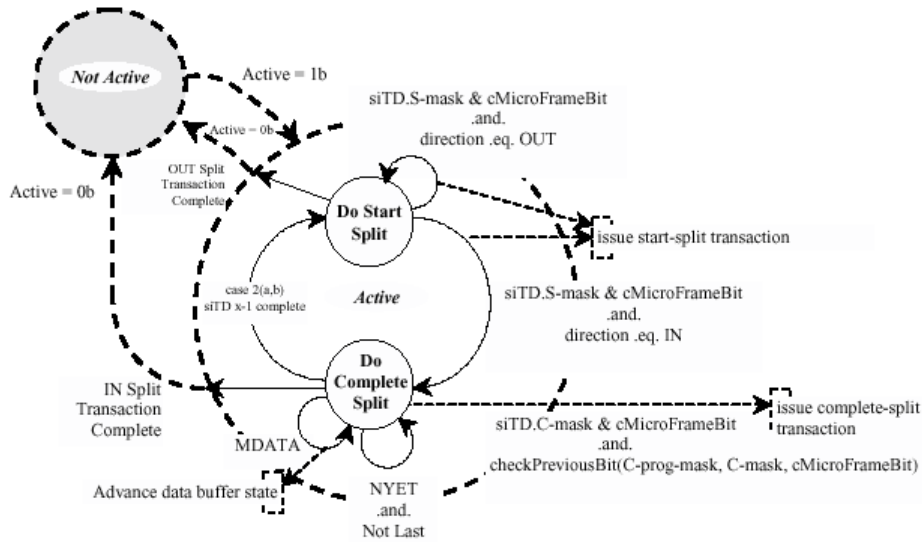 Not Active
Active = 1b
Active = 0b
siTD.S-mask & cMicroFrameBit
.and.
direction .eq. OUT
OUT Split
Transaction
Complete
Active = 0b
Do Start
Split
issue start-split transaction
case 2(a,b)
siTD x-1 complete
Active
siTD.S-mask & cMicroFrameBit
.and.
direction .eq. IN
Do
Complete
Split
IN Split
Transaction
Complete
issue complete-split
transaction
siTD.C-mask & cMicroFrameBit
.and.
checkPreviousBit(C-prog-mask, C-mask, cMicroFrameBit)
MDATA
Advance data buffer state
NYET
.and.
Not Last